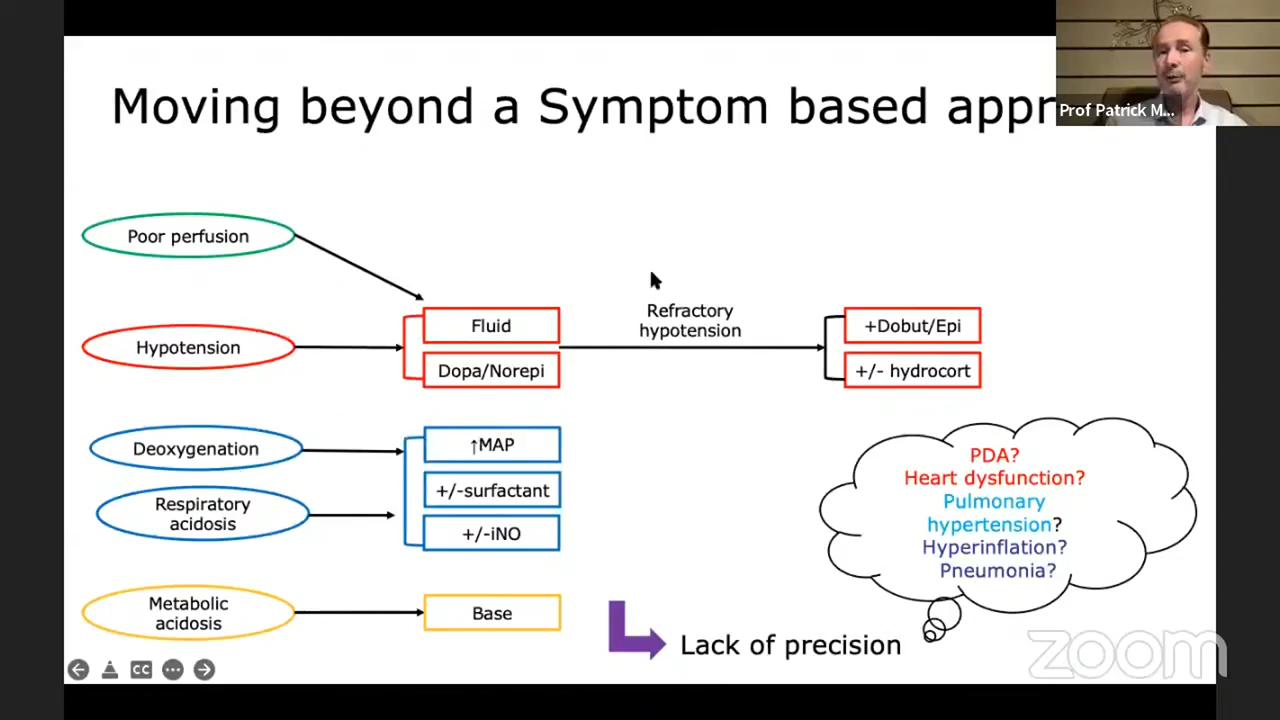 Moving beyond a Symptom based appr
Prof Patrick M...
Poor perfusion
Hypotension
Fluid
Dopa/Norepi
Refractory
hypotension
+Dobut/Epi
+/- hydrocort
Deoxygenation
Respiratory
acidosis
↑MAP
+/-surfactant
+/-iNO
Metabolic
acidosis
Base
PDA?
Heart dysfunction?
Pulmonary
hypertension?
Hyperinflation?
Pneumonia?
Lack of precision
CC
zoom